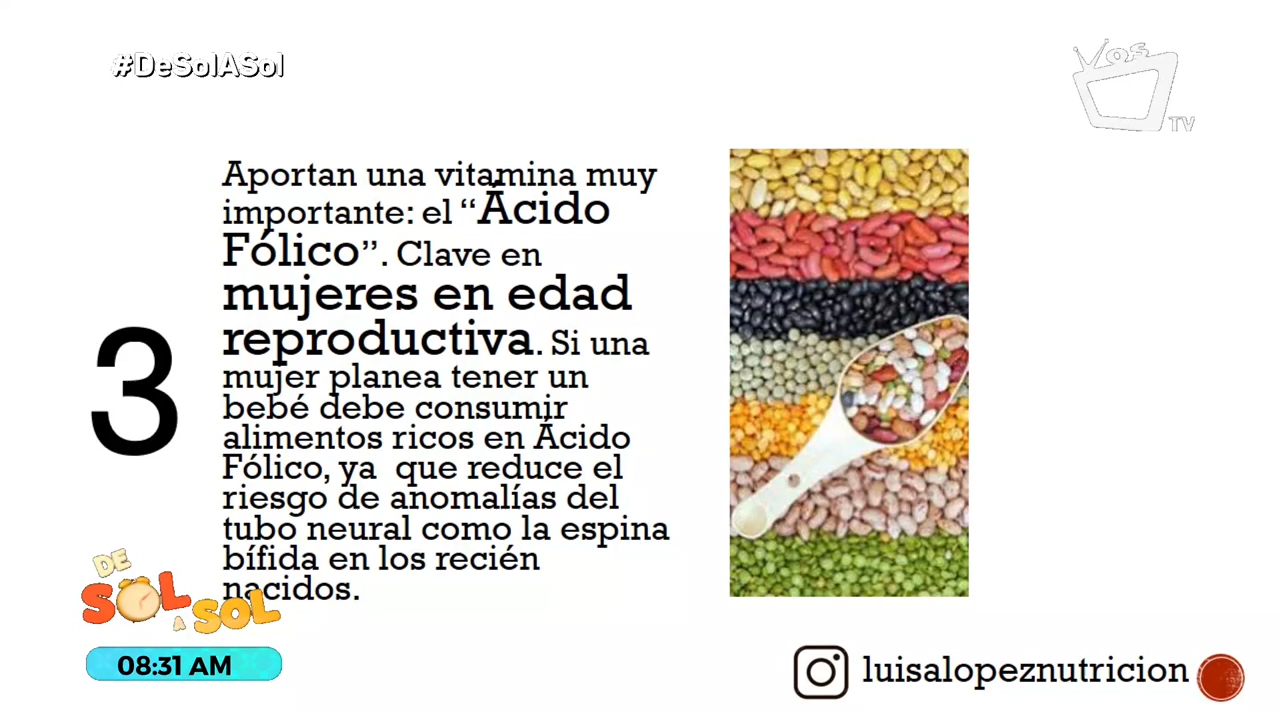 #DeSolASol
Vos
TV
3
Aportan una vitamina muy
importante: el “Ácido
Fólico”. Clave en
mujeres en edad
reproductiva. Si una
mujer planea tener un
bebé debe consumir
alimentos ricos en Ácido
Fólico, ya  que reduce el
riesgo de anomalías del
tubo neural como la espina
bífida en los recién
nacidos.
DE
SOL
A
SOL
08:31 AM
luisalopeznutricion